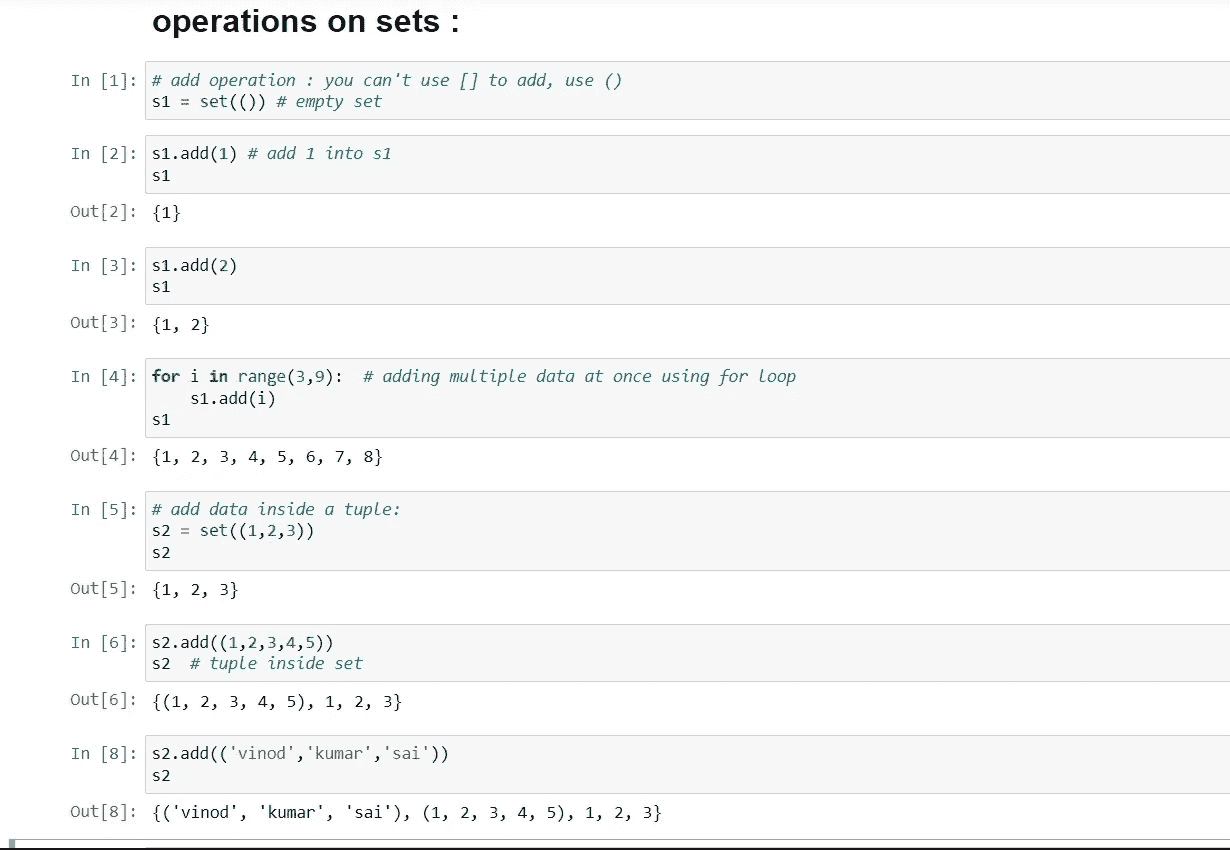 operations on sets :
In [1]: # add operation : you can't use [] to add, use ()
s1 = set(()) # empty set
In [2]: s1.add(1) # add 1 into s1
s1
Out[2]: {1}
In [3]: s1.add(2)
s1
Out[3]: {1, 2}
In [4]: for i in range(3,9):  # adding multiple data at once using for loop
    s1.add(i)
s1
Out[4]: {1, 2, 3, 4, 5, 6, 7, 8}
In [5]: # add data inside a tuple:
s2 = set((1,2,3))
s2
Out[5]: {1, 2, 3}
In [6]: s2.add((1,2,3,4,5))
s2  # tuple inside set
Out[6]: {(1, 2, 3, 4, 5), 1, 2, 3}
In [8]: s2.add(('vinod','kumar','sai'))
s2
Out[8]: {('vinod', 'kumar', 'sai'), (1, 2, 3, 4, 5), 1, 2, 3}